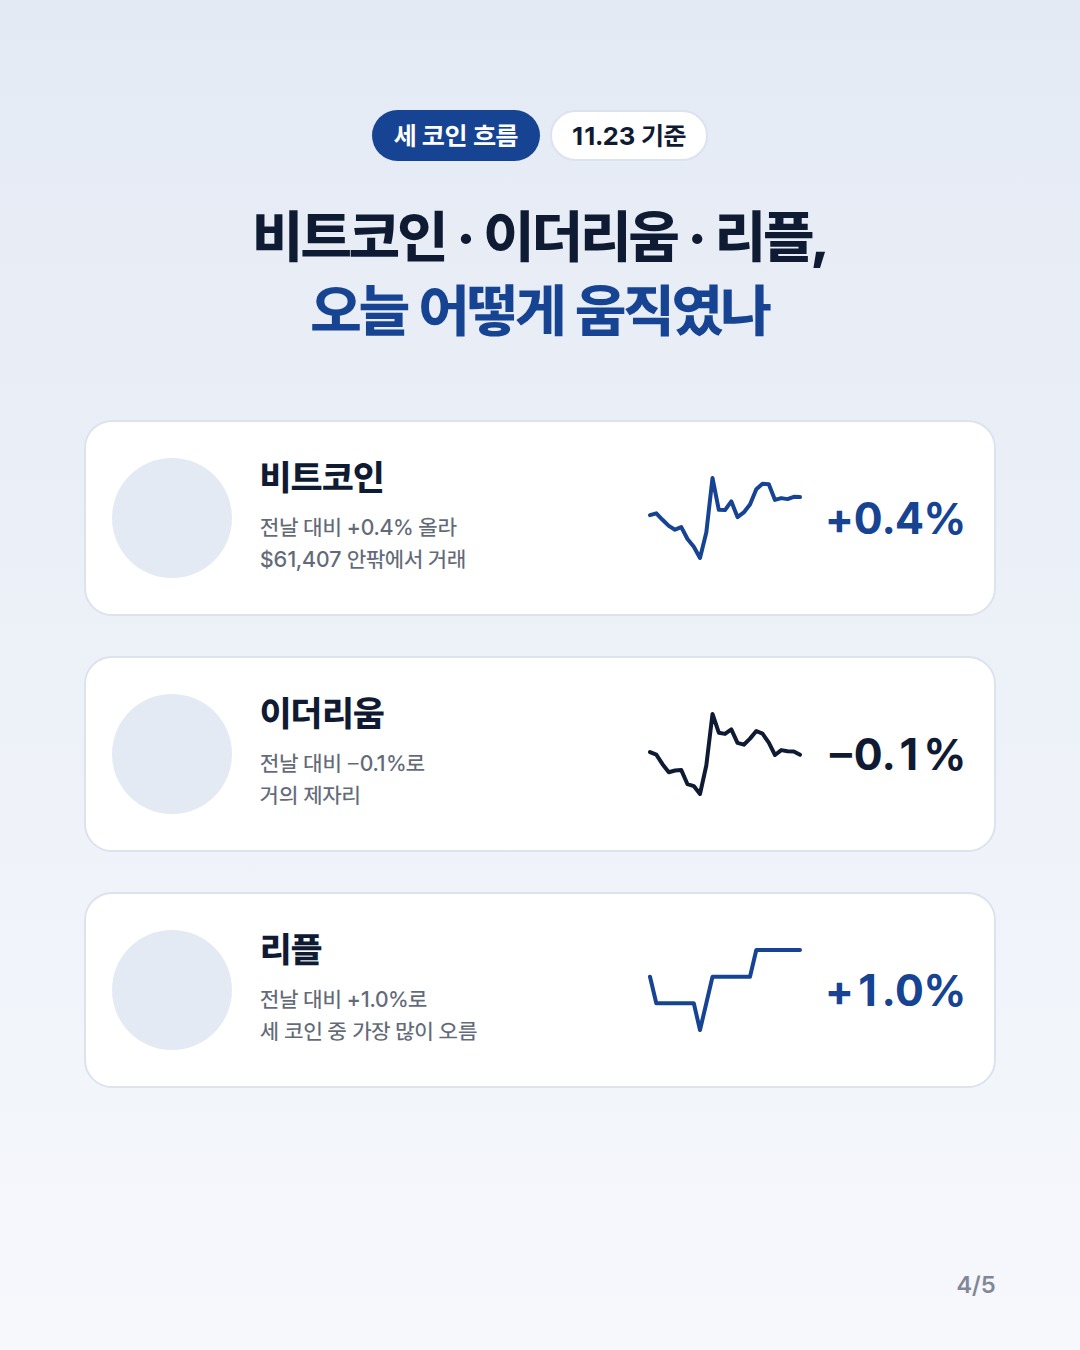 세 코인 흐름
11.23 기준
비트코인 · 이더리움 · 리플,
오늘 어떻게 움직였나
비트코인
전날 대비 +0.4% 올라
$61,407 안팎에서 거래
+0.4%
이더리움
전날 대비 −0.1%로
거의 제자리
−0.1%
리플
전날 대비 +1.0%로
세 코인 중 가장 많이 오름
+1.0%
4/5